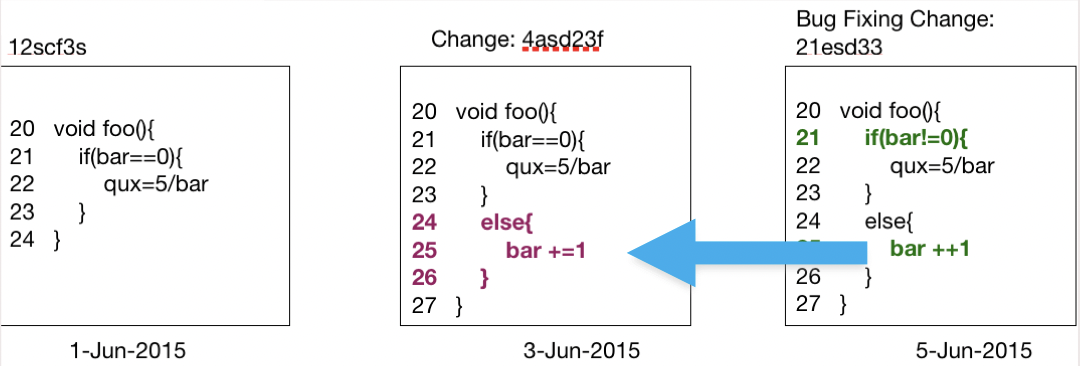 12scf3s
20 void foo(){
21 if(bar==0){
22 qux=5/bar
23 }
24 }
1-Jun-2015
Change: 4asd23f
20 void foo(){
21 if(bar==0){
22 qux=5/bar
23 }
24 else{
25 bar +=1
26 }
27 }
3-Jun-2015
Bug Fixing Change:
21esd33
20 void foo(){
21 if(bar!=0){
22 qux=5/bar
23 }
24 else{
bar ++1
26 }
27 }
5-Jun-2015